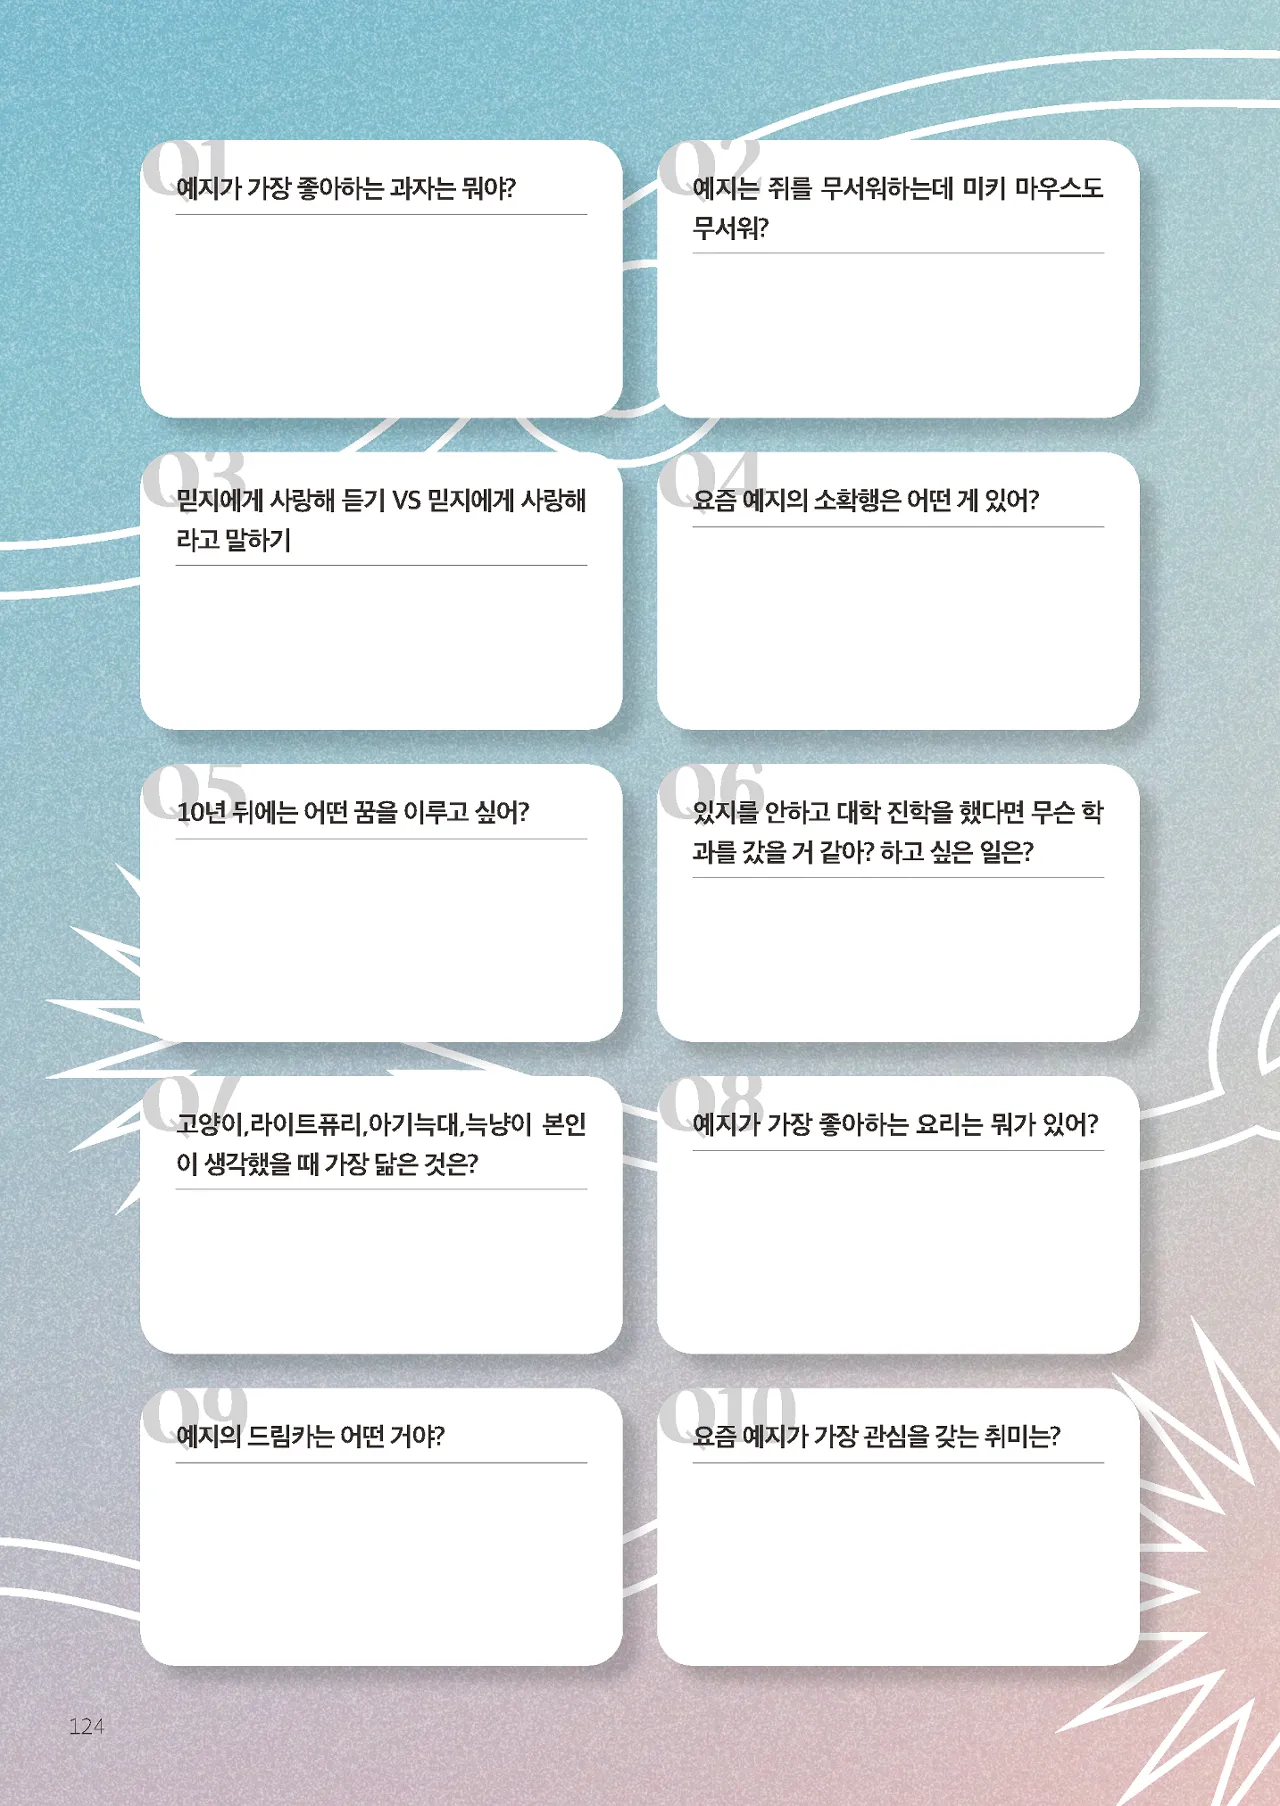 Q1
예지가 가장 좋아하는 과자는 뭐야?
Q2
예지는 쥐를 무서워하는데 미키 마우스도
무서워?
Q3
믿지에게 사랑해 듣기 VS 믿지에게 사랑해
라고 말하기
Q4
요즘 예지의 소확행은 어떤 게 있어?
Q5
10년 뒤에는 어떤 꿈을 이루고 싶어?
Q6
있지를 안하고 대학 진학을 했다면 무슨 학
과를 갔을 거 같아? 하고 싶은 일은?
Q7
고양이,라이트퓨리,아기늑대,늑냥이 본인
이 생각했을 때 가장 닮은 것은?
Q8
예지가 가장 좋아하는 요리는 뭐가 있어?
Q9
예지의 드림카는 어떤 거야?
Q10
요즘 예지가 가장 관심을 갖는 취미는?
124